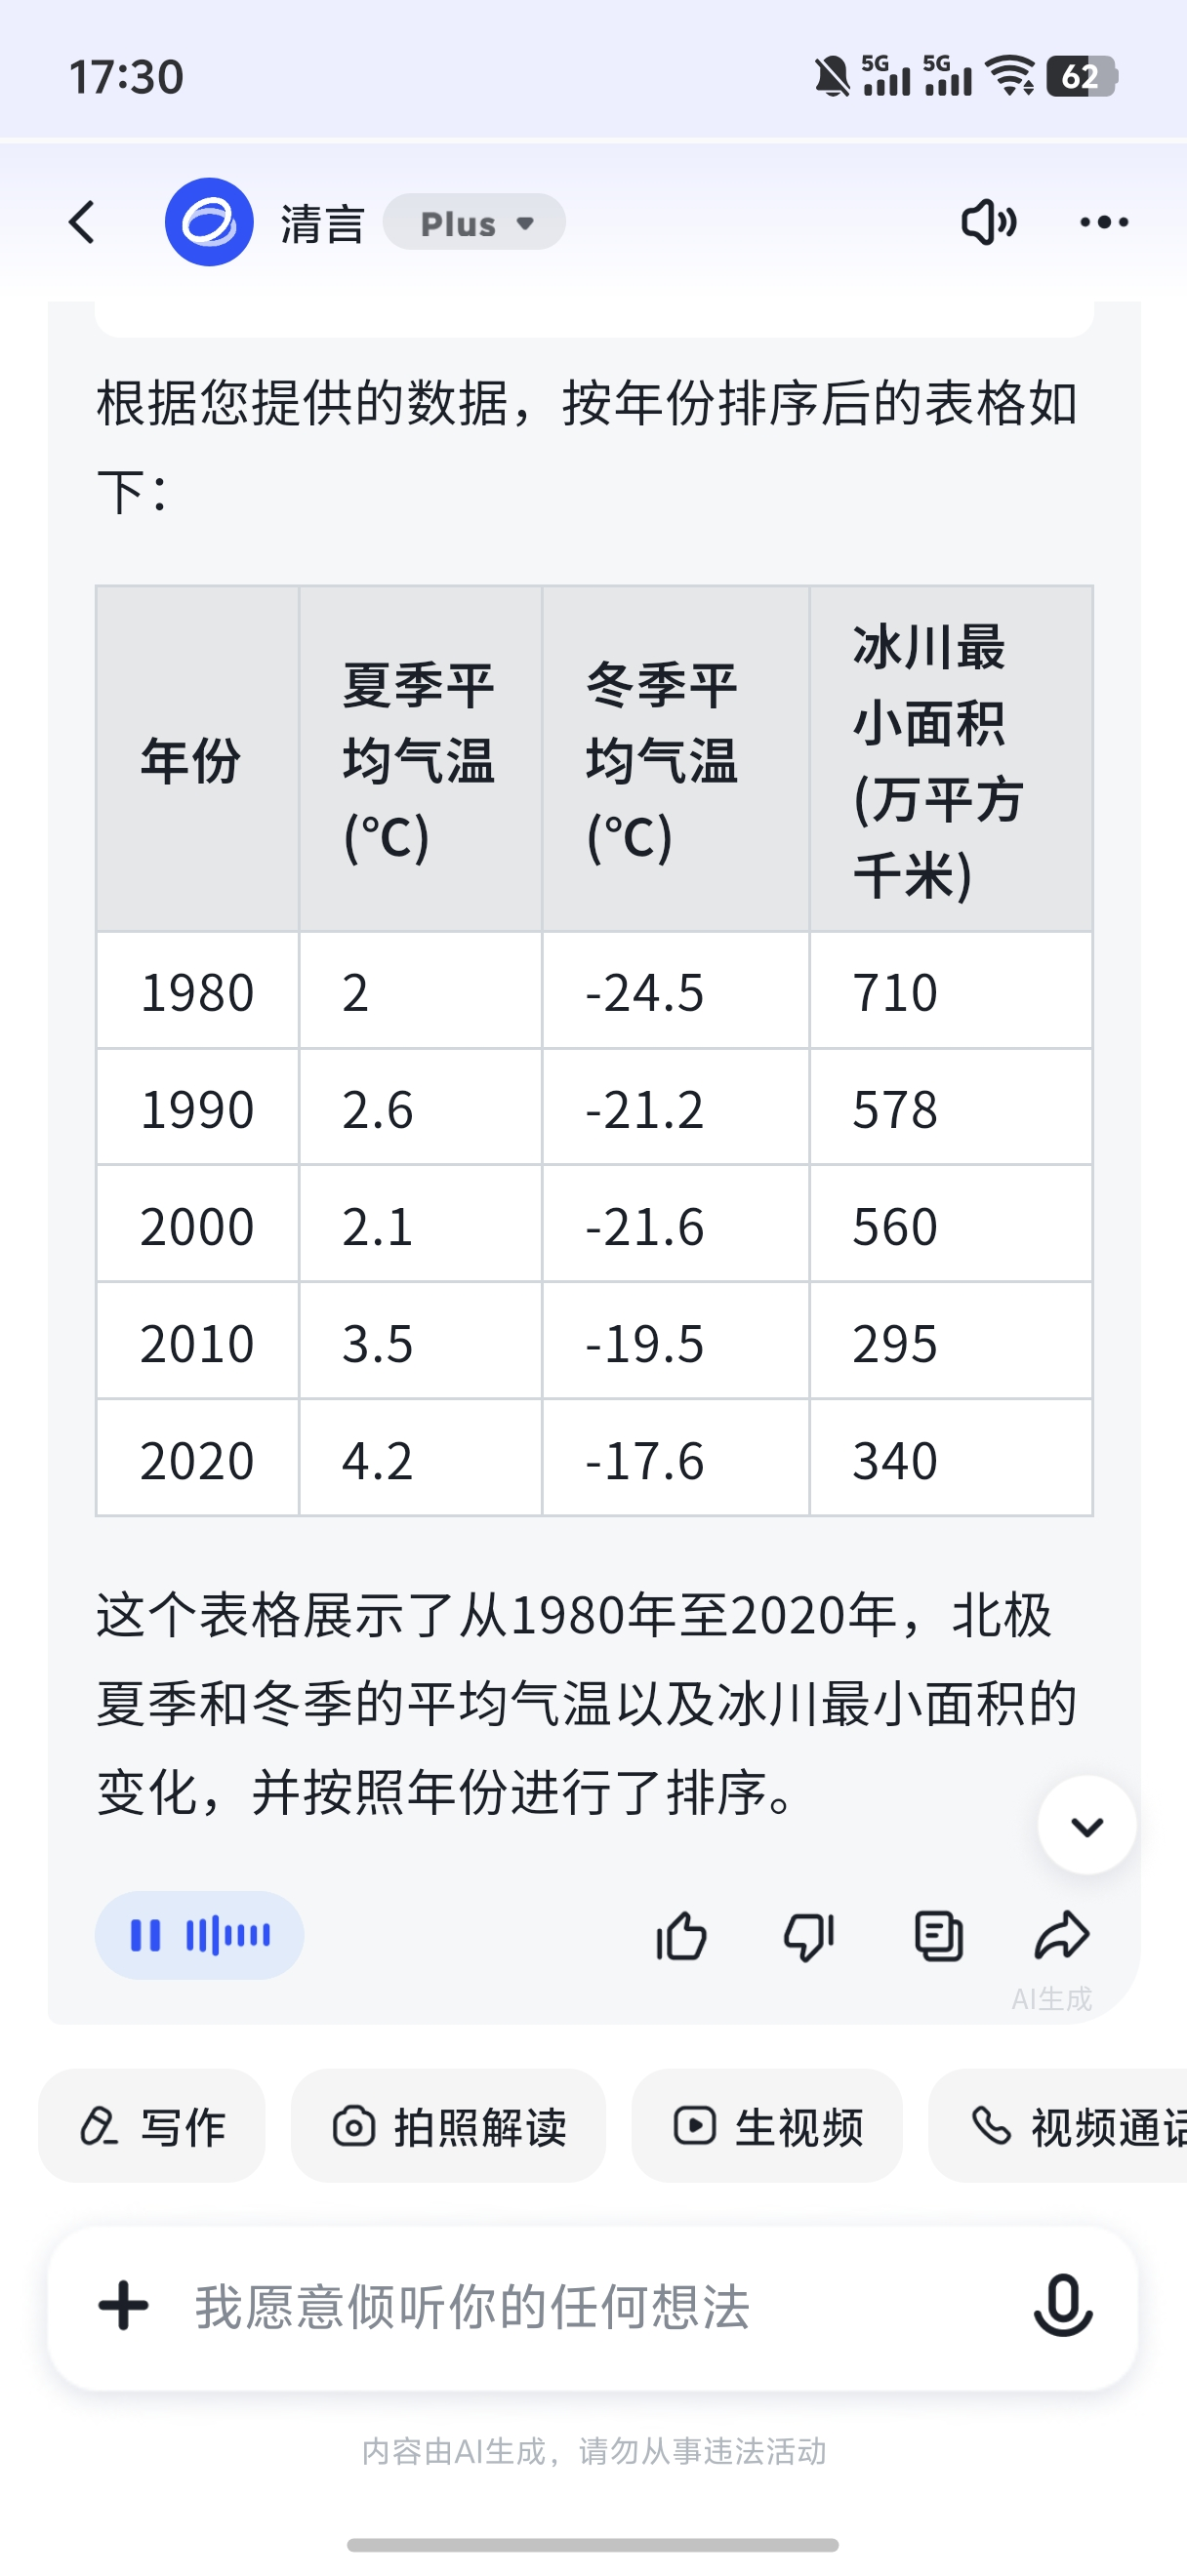 17:30
5G 5G 62
清言 Plus
根据您提供的数据，按年份排序后的表格如
下：
年份 夏季平均气温(°C) 冬季平均气温(°C) 冰川最小面积(万平方千米)
1980 2 -24.5 710
1990 2.6 -21.2 578
2000 2.1 -21.6 560
2010 3.5 -19.5 295
2020 4.2 -17.6 340
这个表格展示了从1980年至2020年，北极
夏季和冬季的平均气温以及冰川最小面积的
变化，并按照年份进行了排序。
AI生成
写作 拍照解读 生视频 视频通话
我愿意倾听你的任何想法
内容由AI生成，请勿从事违法活动